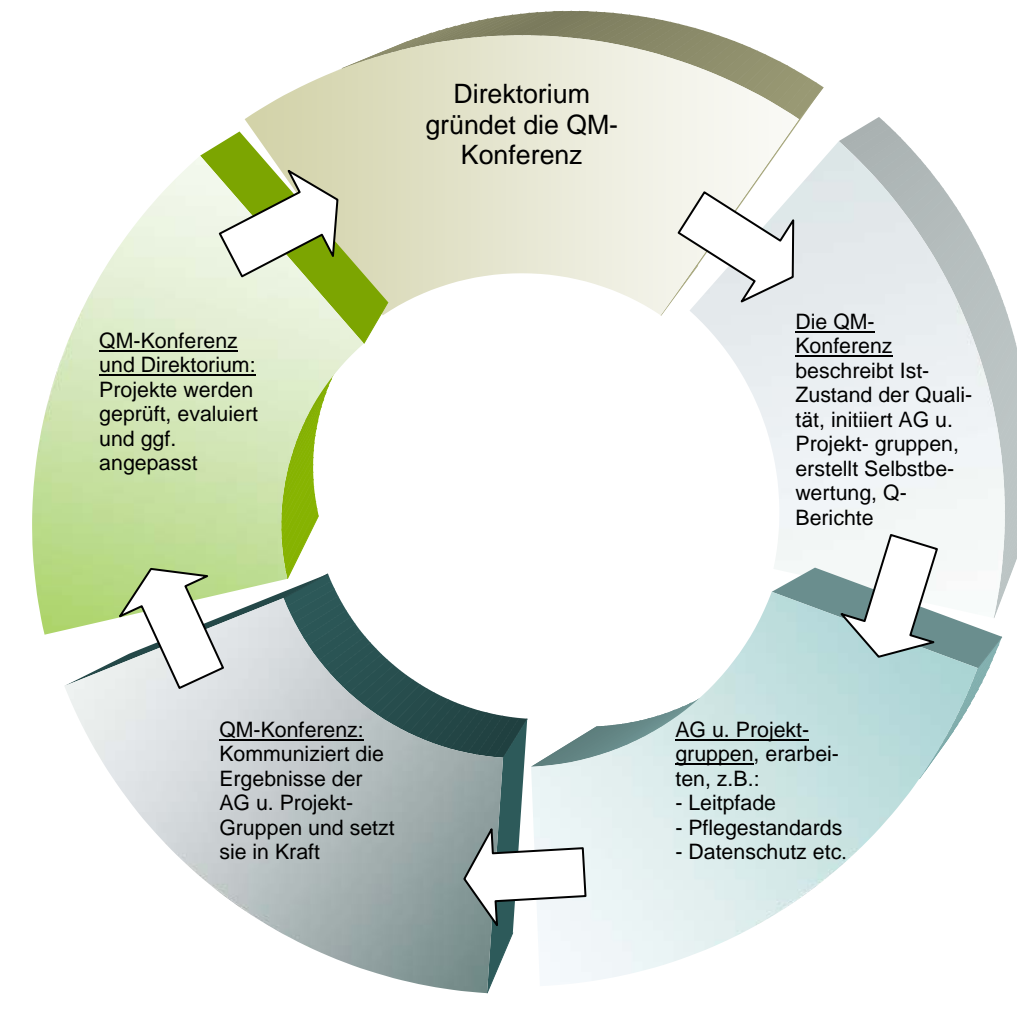 Direktorium
gründet die QM-
Konferenz
Die QM-
Konferenz
beschreibt Ist-
Zustand der Quali-
tät, initiiert AG u.
Projekt- gruppen,
erstellt Selbstbe-
wertung, Q-
Berichte
AG u. Projekt-
gruppen, erarbei-
ten, z.B.:
- Leitpfade
- Pflegestandards
- Datenschutz etc.
QM-Konferenz:
Kommuniziert die
Ergebnisse der
AG u. Projekt-
Gruppen und setzt
sie in Kraft
QM-Konferenz
und Direktorium:
Projekte werden
geprüft, evaluiert
und ggf.
angepasst